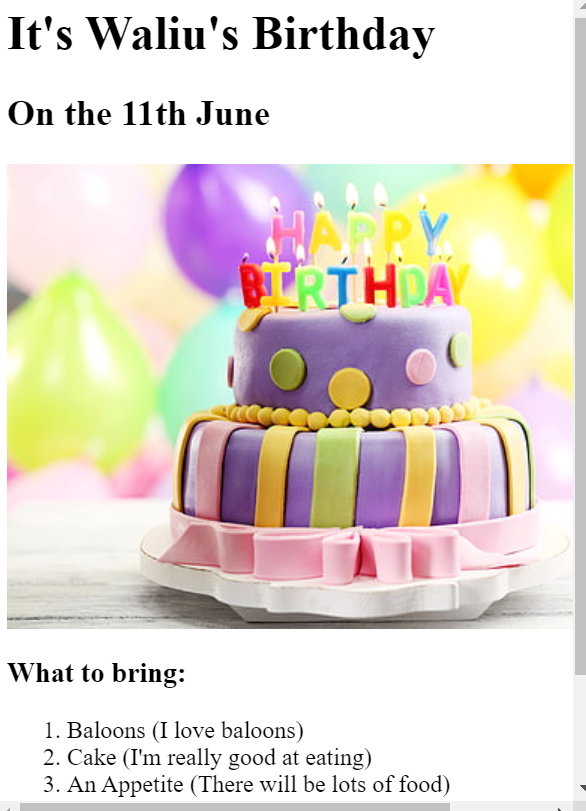 It's Waliu's Birthday
On the 11th June
HAPPY
BIRTHDAY
What to bring:
1. Baloons (I love baloons)
2. Cake (I'm really good at eating)
3. An Appetite (There will be lots of food)